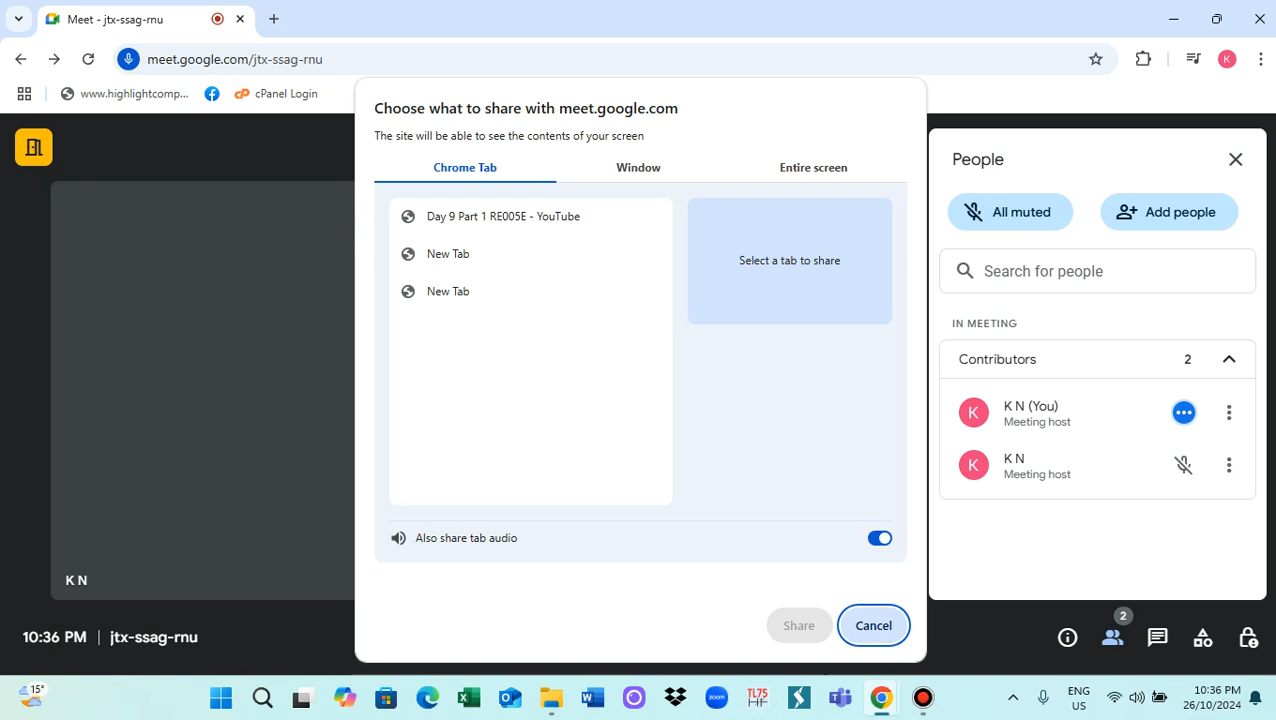 Meet - jtx-ssag-rnu
meet.google.com/jtx-ssag-rnu
K
www.highlightcomp...
cPanel Login
Choose what to share with meet.google.com
The site will be able to see the contents of your screen
Chrome Tab
Window
Entire screen
Day 9 Part 1 RE005E - YouTube
New Tab
New Tab
Select a tab to share
Also share tab audio
Share
Cancel
K N
10:36 PM | jtx-ssag-rnu
People
All muted
Add people
Search for people
IN MEETING
Contributors 2
K
K N (You)
Meeting host
K
K N
Meeting host
2
15°
zoom
TL75
ENG
US
10:36 PM
26/10/2024